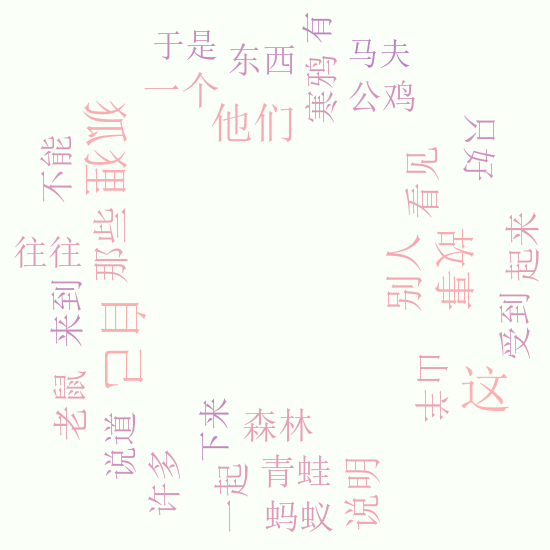 有
于是
东西
马夫
一个
寒鸦
公鸡
他们
狐狸
只好
不能
看见
那些
往往
别人
故事
起来
来到
自己
受到
老鼠
这
说道
下来
森林
许多
一起
青蛙
说明
蚂蚁